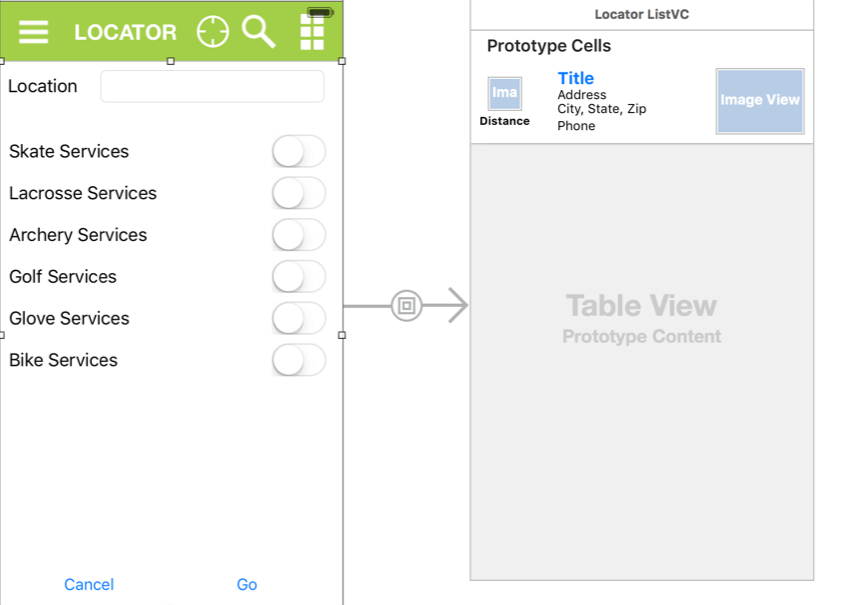 LOCATOR
Location
Skate Services
Lacrosse Services
Archery Services
Golf Services
Glove Services
Bike Services
Cancel
Go
Locator ListVC
Prototype Cells
Ima
Distance
Title
Address
City, State, Zip
Phone
Image View
Table View
Prototype Content